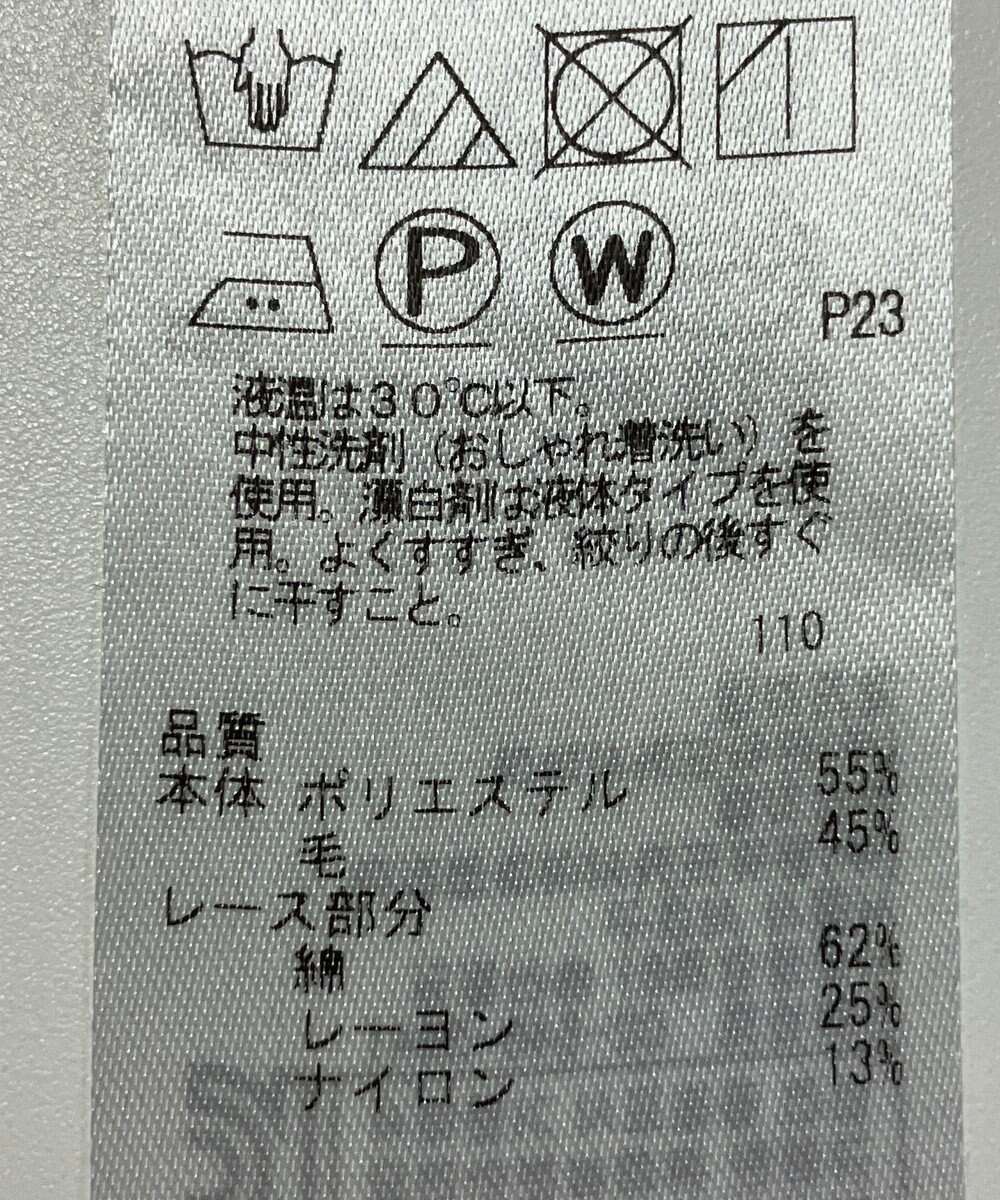 P
W
P23
液温は30℃以下。
中性洗剤（おしゃれ着洗い）を
使用。漂白剤は液体タイプを使
用。よくすすぎ、絞りの後すぐ
に干すこと。
110
品質
本体 ポリエステル 55%
毛 45%
レース部分
綿 62%
レーヨン 25%
ナイロン 13%